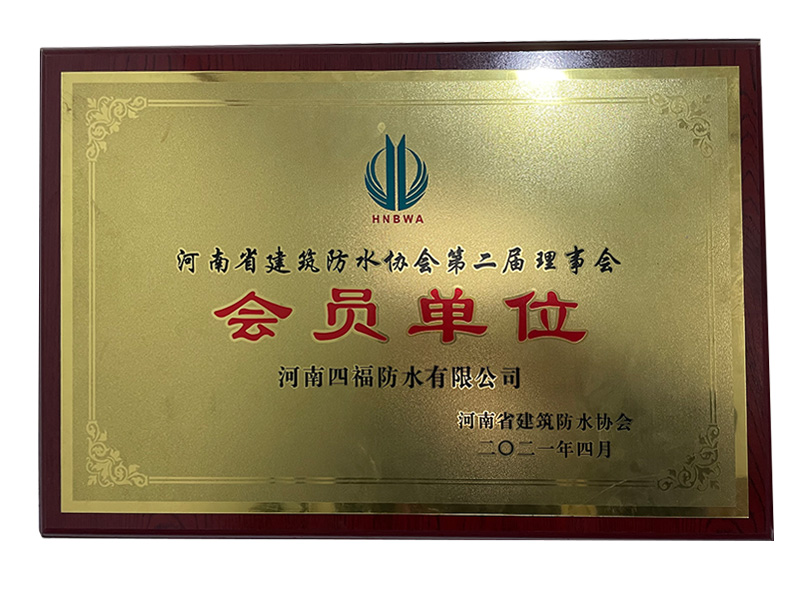 HNBWA
河南省建筑防水协会第二届理事会
会员单位
河南四福防水有限公司
河南省建筑防水协会
二〇二一年四月